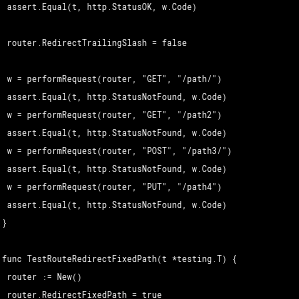 assert.Equal(t, http.StatusOK, w.Code)
router.RedirectTrailingSlash = false
w = performRequest(router, "GET", "/path/")
assert.Equal(t, http.StatusNotFound, w.Code)
w = performRequest(router, "GET", "/path2")
assert.Equal(t, http.StatusNotFound, w.Code)
w = performRequest(router, "POST", "/path3/")
assert.Equal(t, http.StatusNotFound, w.Code)
w = performRequest(router, "PUT", "/path4")
assert.Equal(t, http.StatusNotFound, w.Code)
}
func TestRouteRedirectFixedPath(t *testing.T) {
router := New()
router.RedirectFixedPath = true